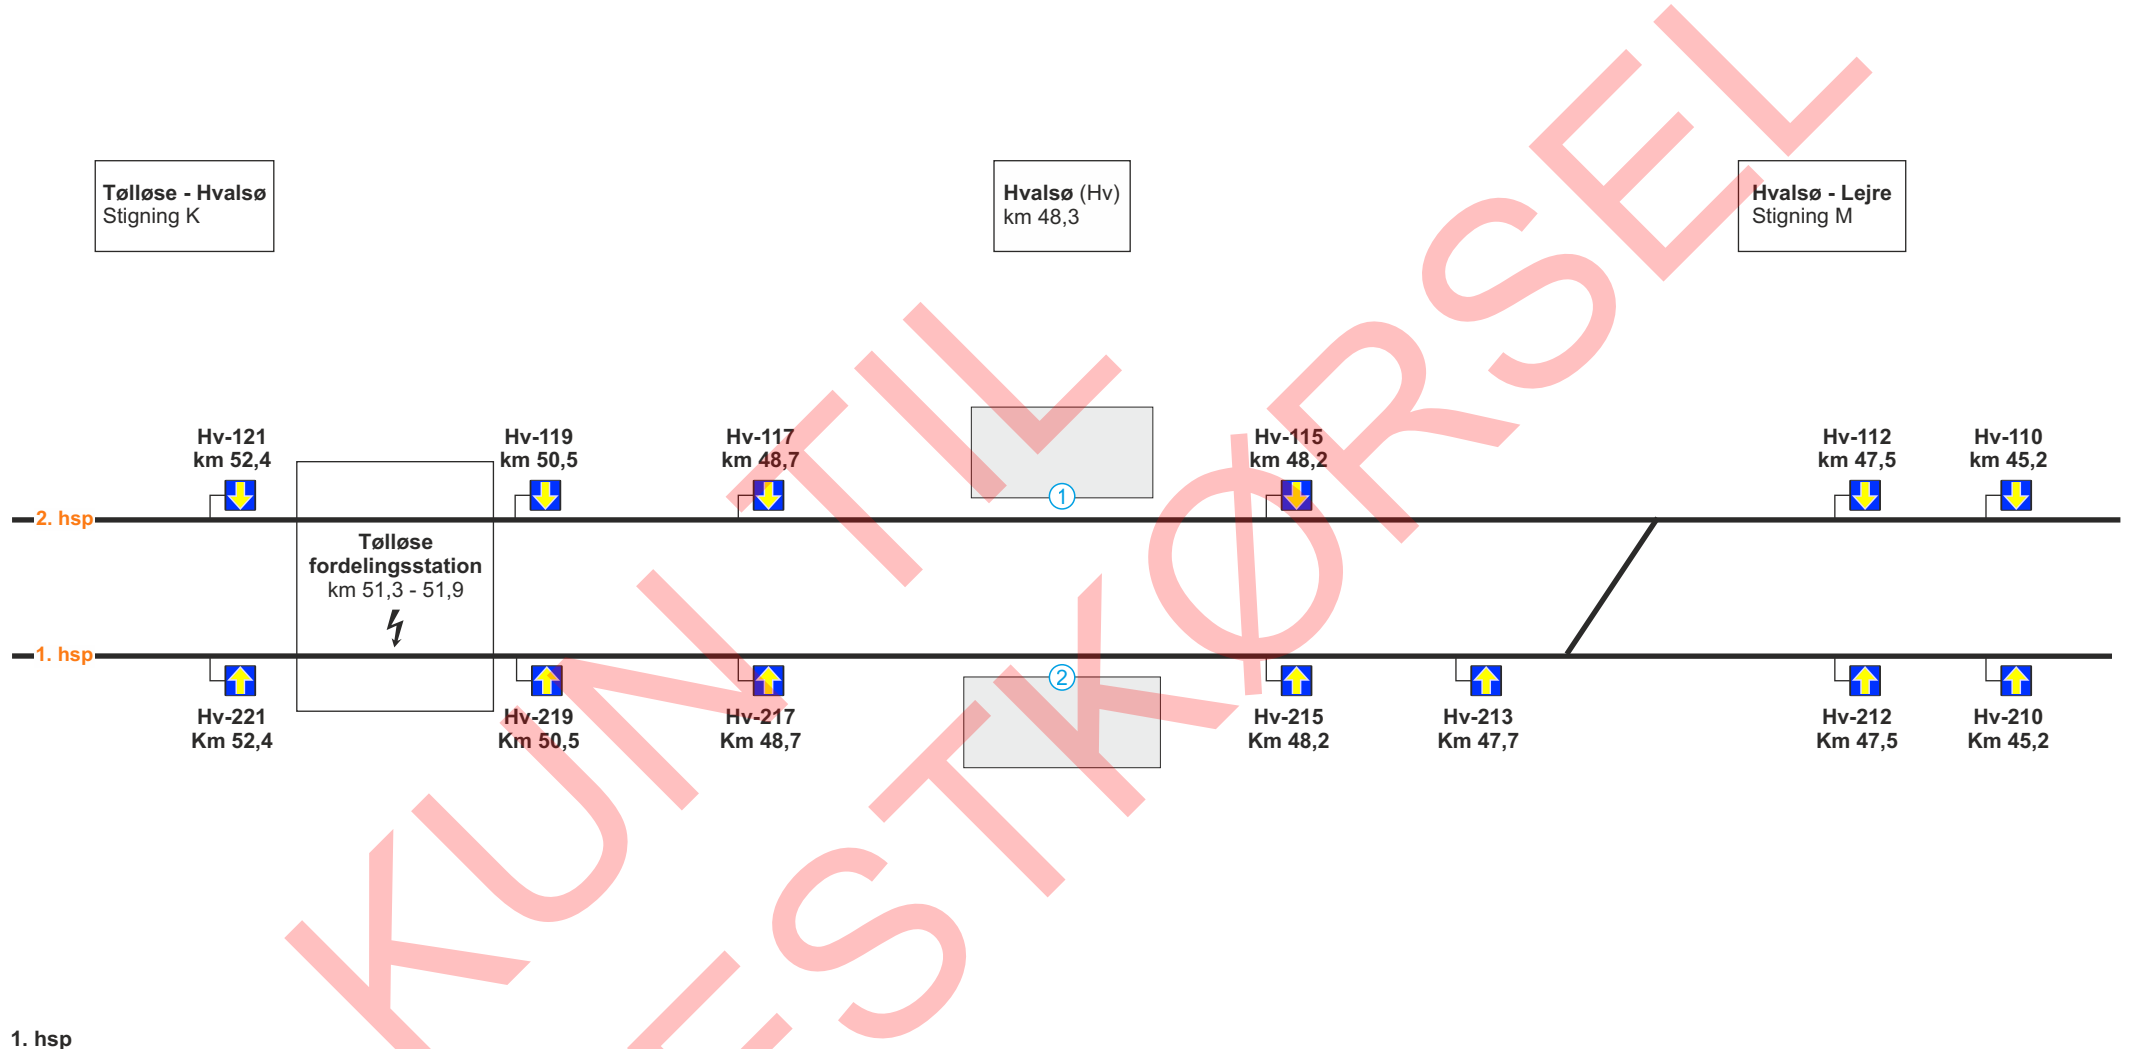 Tølløse - Hvalsø
Stigning K
Hvalsø (Hv)
km 48,3
Hvalsø - Lejre
Stigning M
Hv-121
km 52,4
Hv-119
km 50,5
Hv-117
km 48,7
Hv-115
km 48,2
Hv-112
km 47,5
Hv-110
km 45,2
1
2. hsp
Tølløse
fordelingsstation
km 51,3 - 51,9
1. hsp
2
Hv-221
Km 52,4
Hv-219
Km 50,5
Hv-217
Km 48,7
Hv-215
Km 48,2
Hv-213
Km 47,7
Hv-212
Km 47,5
Hv-210
Km 45,2
KUN TIL
ESTKØRSEL
1. hsp